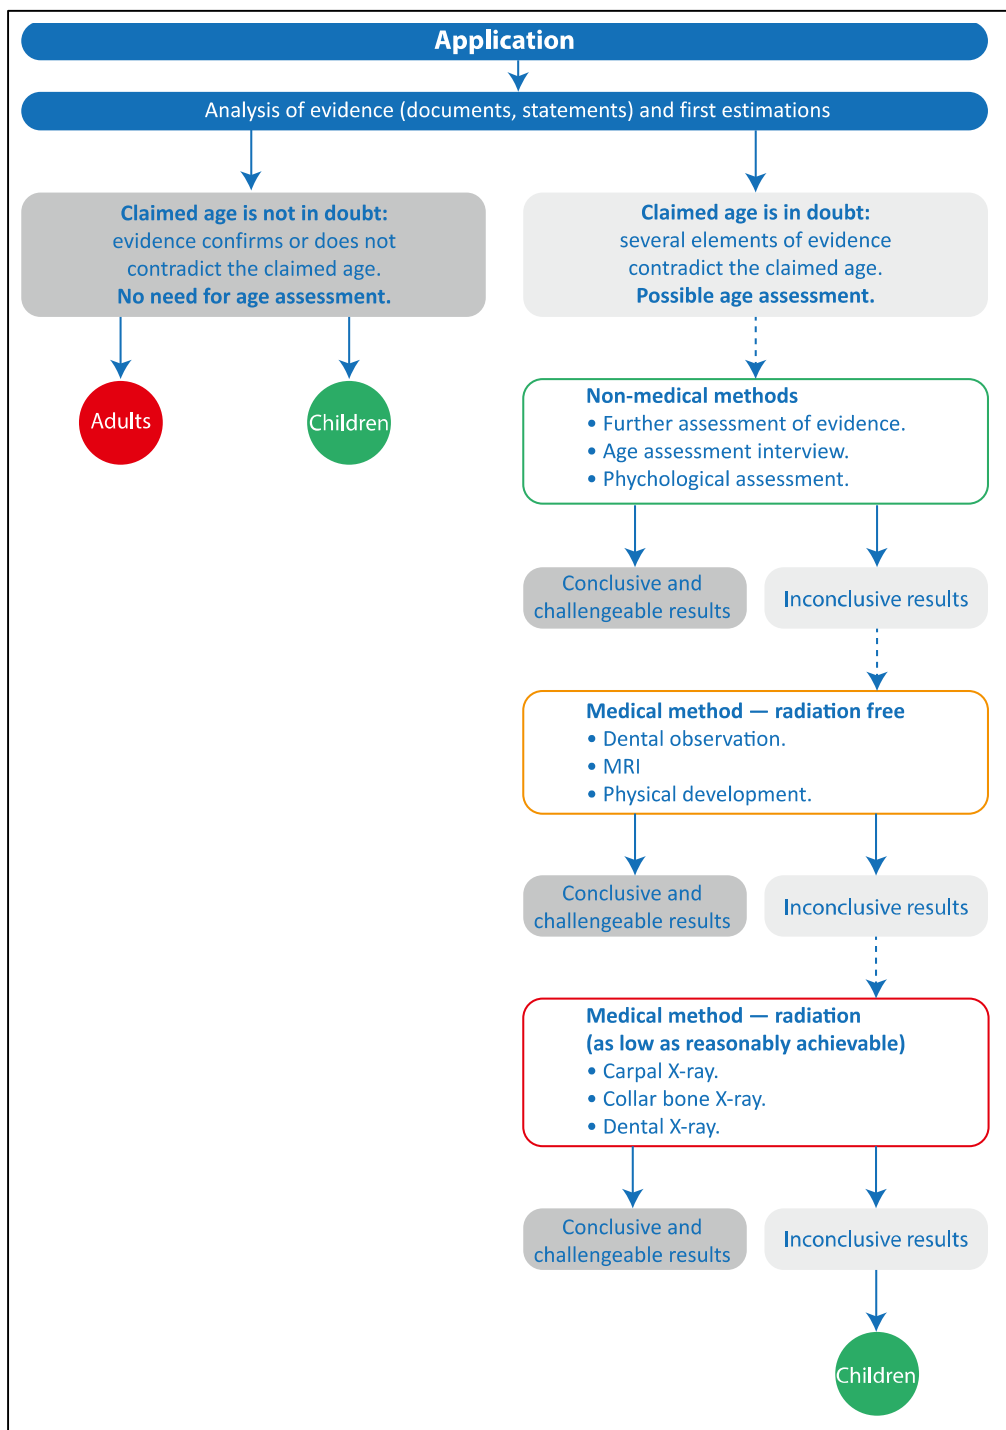 Application
Analysis of evidence (documents, statements) and first estimations
Claimed age is not in doubt:
evidence confirms or does not
contradict the claimed age.
No need for age assessment.
Adults
Children
Claimed age is in doubt:
several elements of evidence
contradict the claimed age.
Possible age assessment.
Non-medical methods
• Further assessment of evidence.
• Age assessment interview.
• Phychological assessment.
Conclusive and
challengeable results
Inconclusive results
Medical method — radiation free
• Dental observation.
• MRI
• Physical development.
Conclusive and
challengeable results
Inconclusive results
Medical method — radiation
(as low as reasonably achievable)
• Carpal X-ray.
• Collar bone X-ray.
• Dental X-ray.
Conclusive and
challengeable results
Inconclusive results
Children